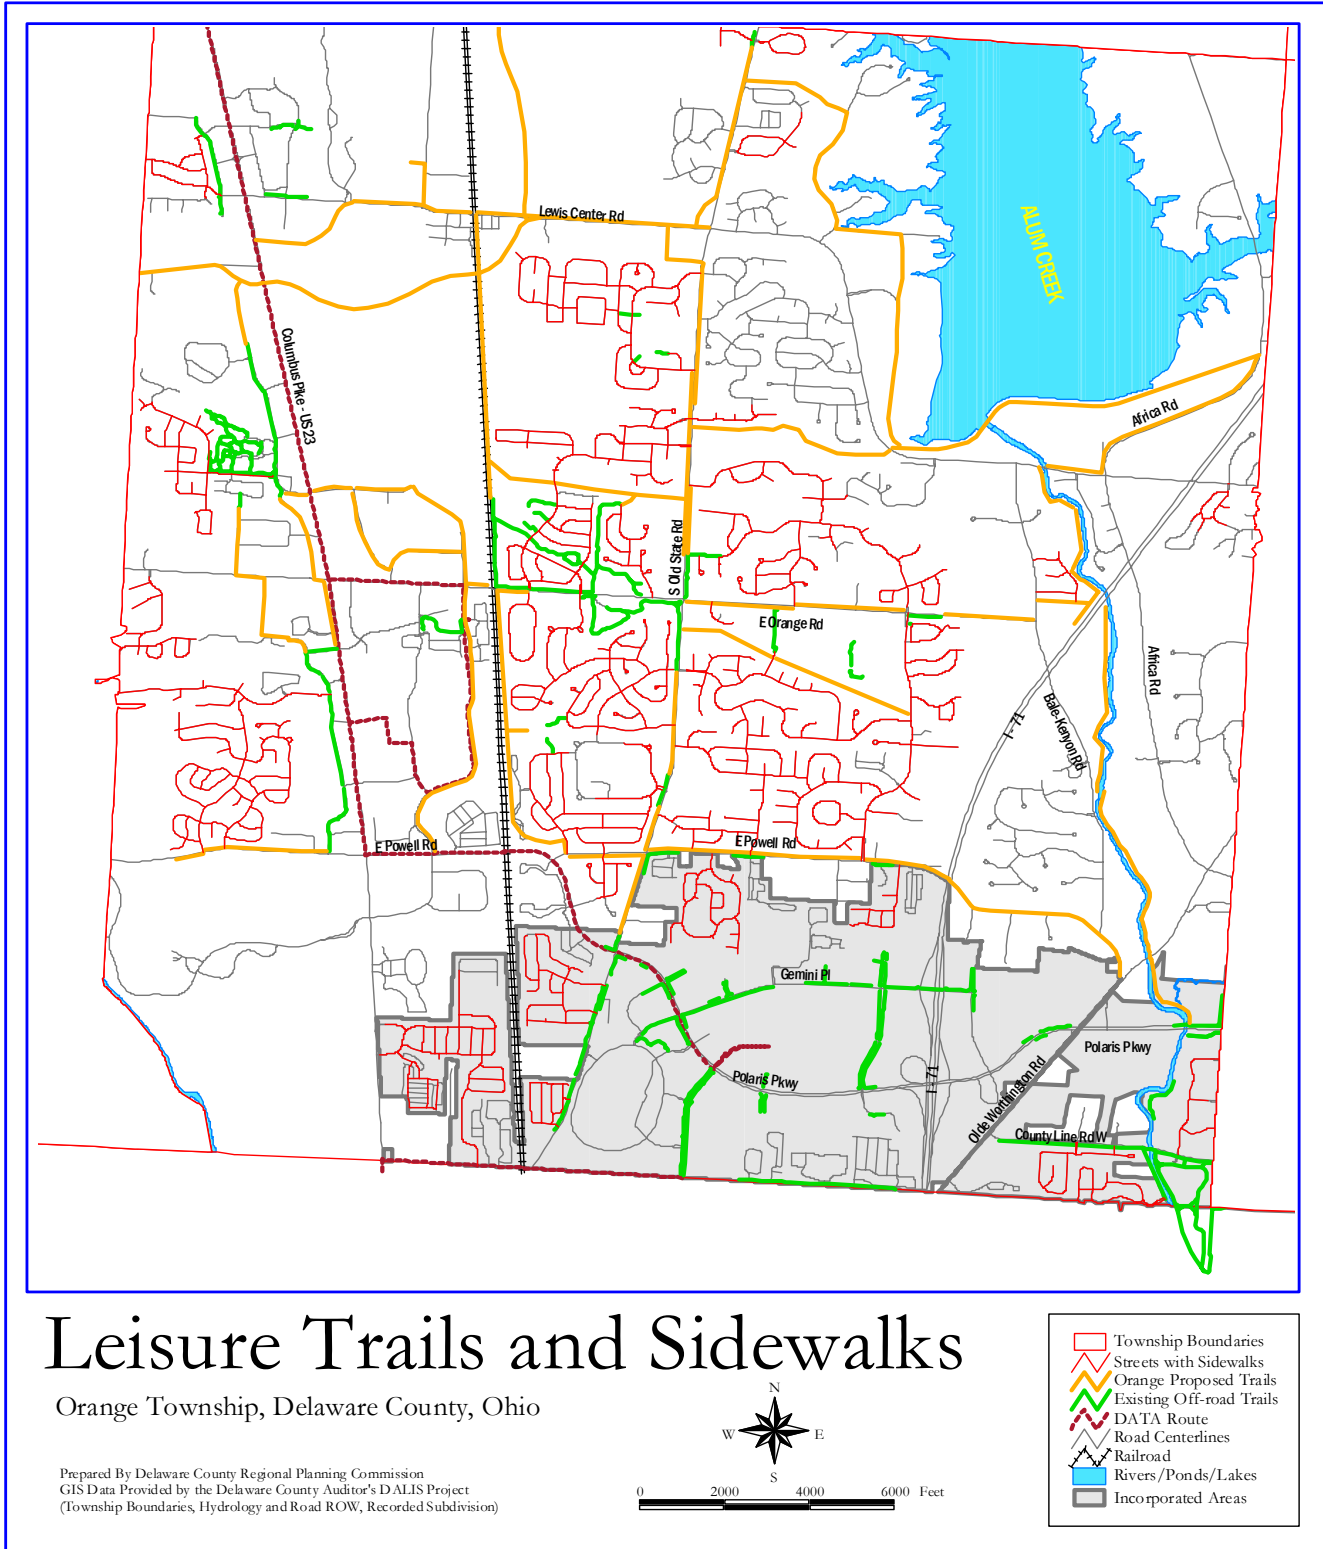 Lewis Center Rd
ALUM CREEK
Columbus Pike - US 23
Africa Rd
S Old State Rd
E Orange Rd
Africa Rd
I - 71
Bale-Kenyon Rd
E Powell Rd
E Powell Rd
Gemini Pl
Polaris Pkwy
Polaris Pkwy
I - 71
Olde Worthington Rd
County Line Rd W
Leisure Trails and Sidewalks
Orange Township, Delaware County, Ohio
Prepared By Delaware County Regional Planning Commission
GIS Data Provided by the Delaware County Auditor's DALIS Project
(Township Boundaries, Hydrology and Road ROW, Recorded Subdivision)
N
W E
S
0 2000 4000 6000 Feet
Township Boundaries
Streets with Sidewalks
Orange Proposed Trails
Existing Off-road Trails
DATA Route
Road Centerlines
Railroad
Rivers/Ponds/Lakes
Incorporated Areas